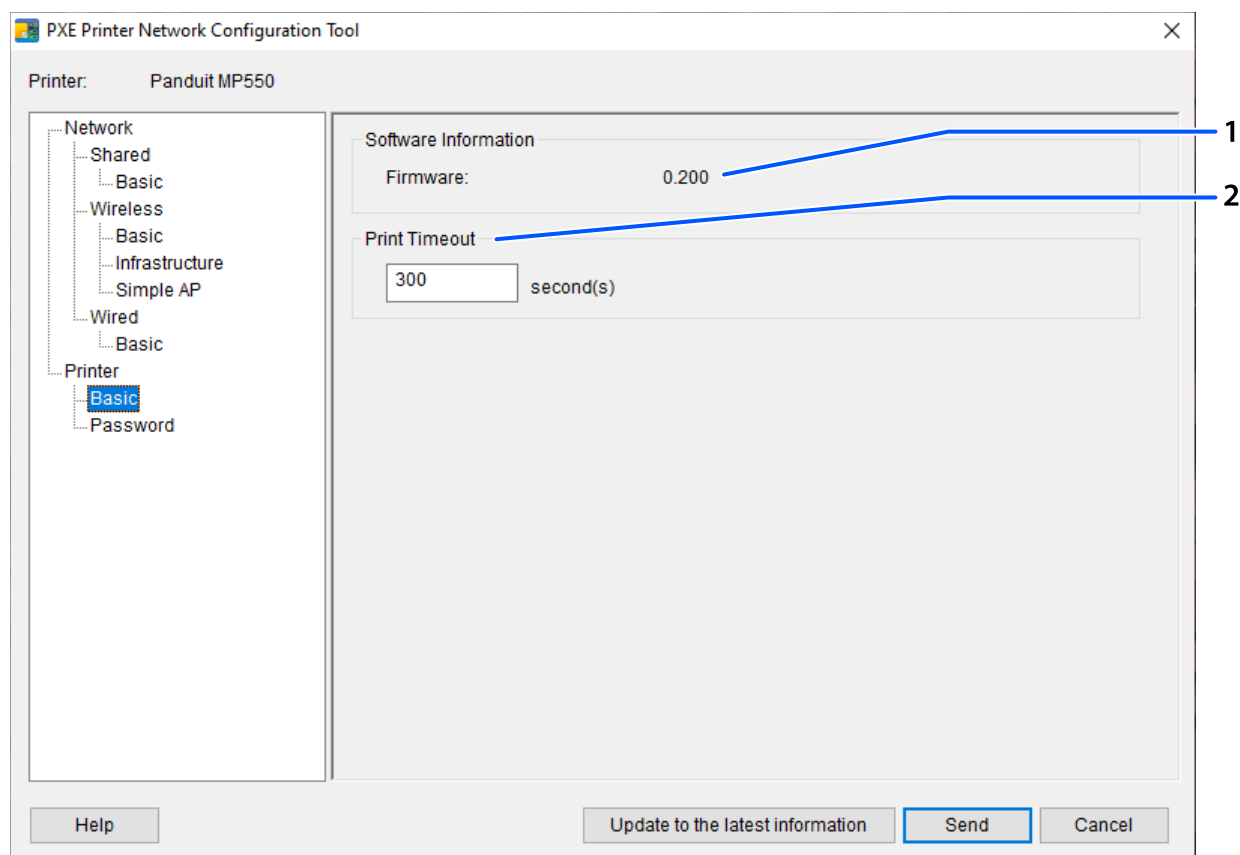 PXE Printer Network Configuration Tool
Printer: Panduit MP550
Network
Shared
Basic
Wireless
Basic
Infrastructure
Simple AP
Wired
Basic
Printer
Basic
Password
Software Information
Firmware: 0.200
1
2
Print Timeout
300 second(s)
Help
Update to the latest information
Send
Cancel